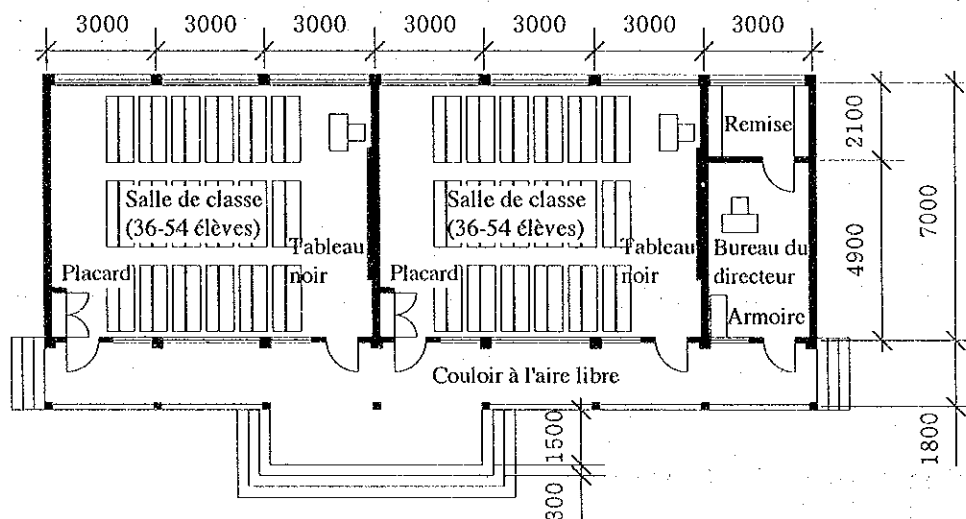 3000 3000 3000 3000 3000 3000 3000
Remise
2100
7000
Salle de classe
(36-54 élèves)
Salle de classe
(36-54 élèves)
4900
Tableau
noir
Tableau
noir
Bureau du
directeur
Placard
Placard
Armoire
Couloir à l'aire libre
1500
1800